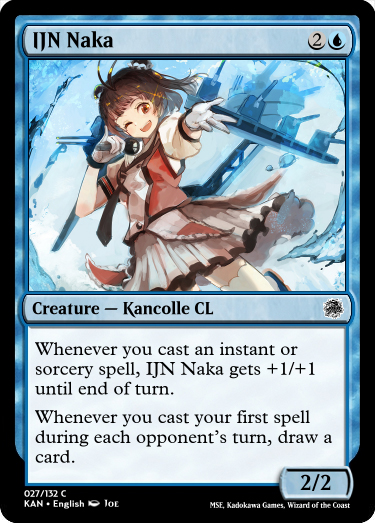 IJN Naka 2
Creature — Kancolle CL
Whenever you cast an instant or
sorcery spell, IJN Naka gets +1/+1
until end of turn.
Whenever you cast your first spell
during each opponent's turn, draw a
card.
2/2
027/132 C
KAN • English JOE
MSE, Kadokawa Games, Wizard of the Coast